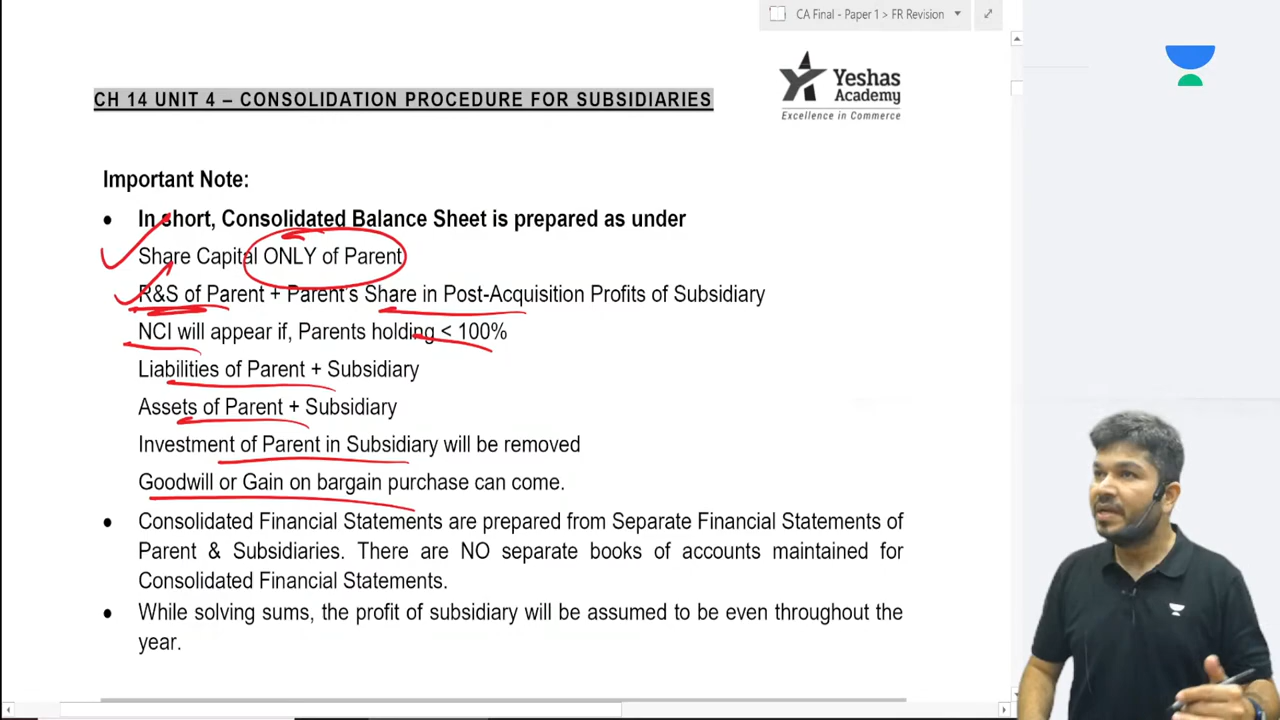 CA Final - Paper 1 > FR Revision
CH 14 UNIT 4 – CONSOLIDATION PROCEDURE FOR SUBSIDIARIES
Yeshas
Academy
Excellence in Commerce
Important Note:
• In short, Consolidated Balance Sheet is prepared as under
Share Capital ONLY of Parent
R&S of Parent + Parent's Share in Post-Acquisition Profits of Subsidiary
NCI will appear if, Parents holding < 100%
Liabilities of Parent + Subsidiary
Assets of Parent + Subsidiary
Investment of Parent in Subsidiary will be removed
Goodwill or Gain on bargain purchase can come.
• Consolidated Financial Statements are prepared from Separate Financial Statements of
Parent & Subsidiaries. There are NO separate books of accounts maintained for
Consolidated Financial Statements.
• While solving sums, the profit of subsidiary will be assumed to be even throughout the
year.